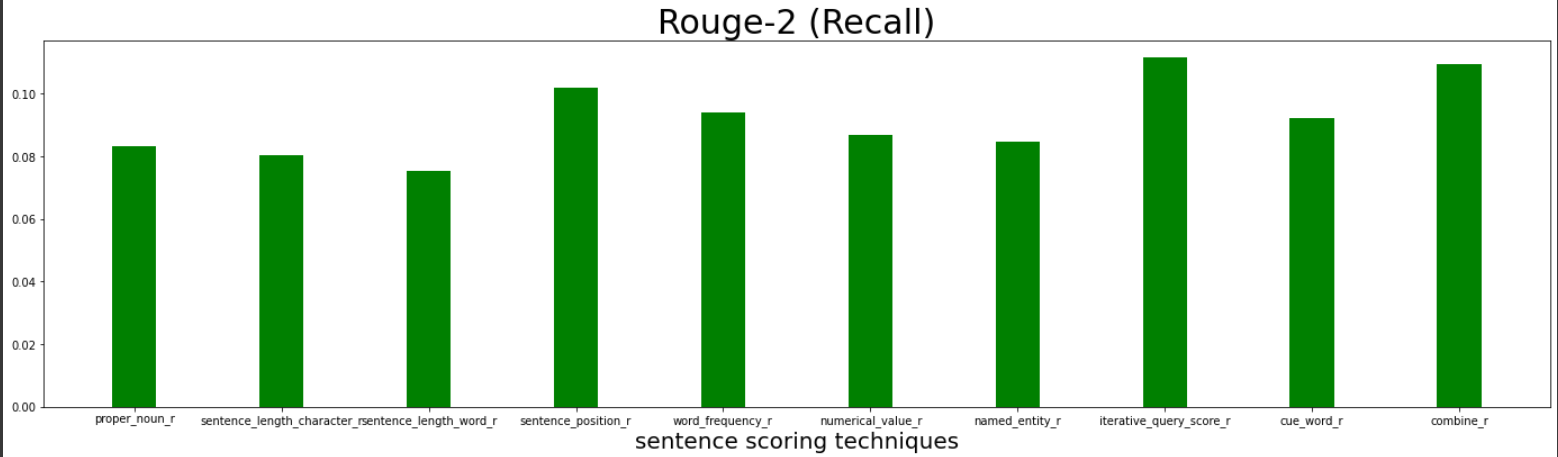 Rouge-2 (Recall)
0.10
0.08
0.06
0.04
0.02
0.00
proper_noun_r sentence_length_character_r sentence_length_word_r sentence_position_r word_frequency_r numerical_value_r named_entity_r iterative_query_score_r cue_word_r combine_r
sentence scoring techniques